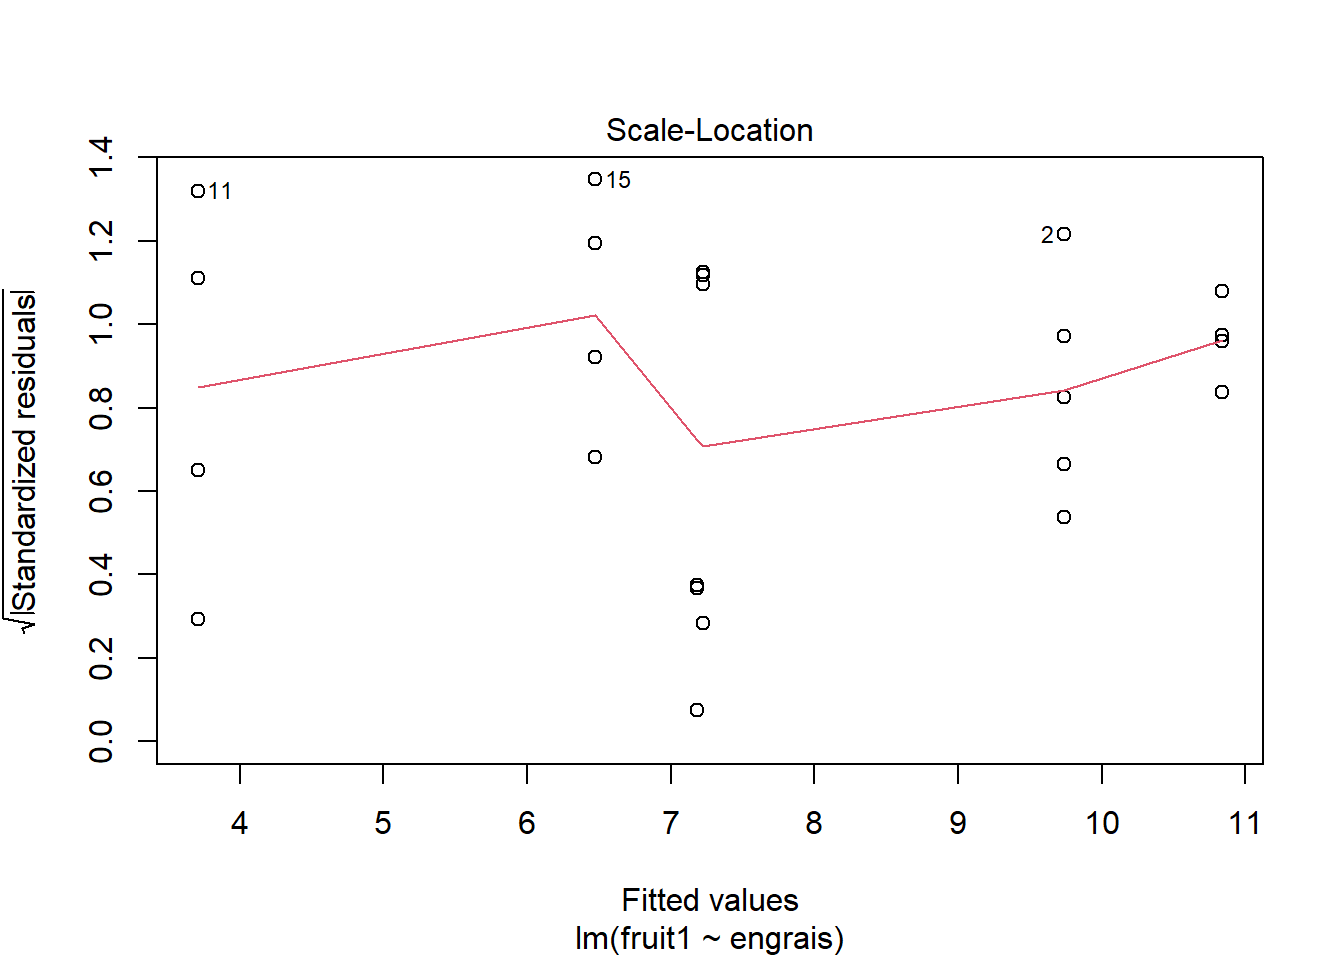 Scale-Location
√|Standardized residuals|
1.4
1.2
1.0
0.8
0.6
0.4
0.2
0.0
11
15
2
4 5 6 7 8 9 10 11
Fitted values
lm(fruit1 ~ engrais)